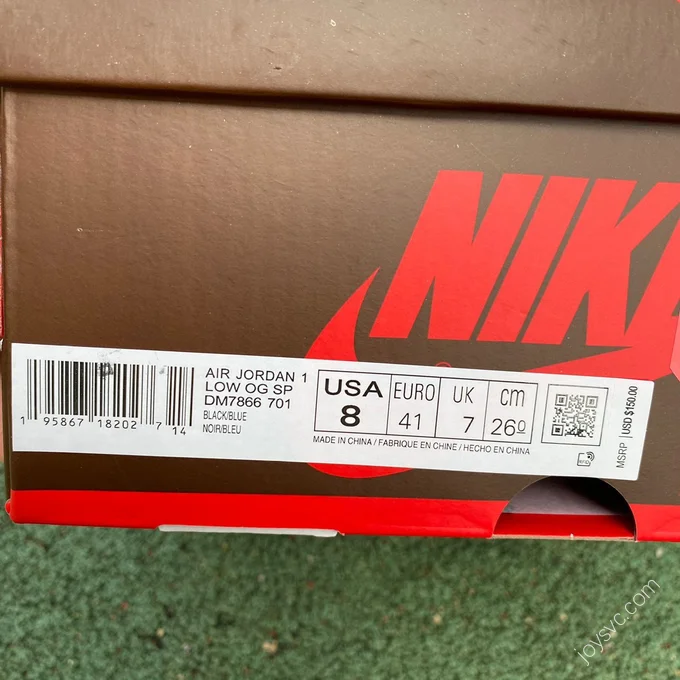 NIKE
AIR JORDAN 1
LOW OG SP
DM7866 701
BLACK/BLUE
NOIR/BLEU
1 95867 18202 7 14
USA
8
EURO
41
UK
7
cm
26
MADE IN CHINA / FABRIQUE EN CHINE / HECHO EN CHINA
RFID
MSRP | USD $150.00
joysvc.com